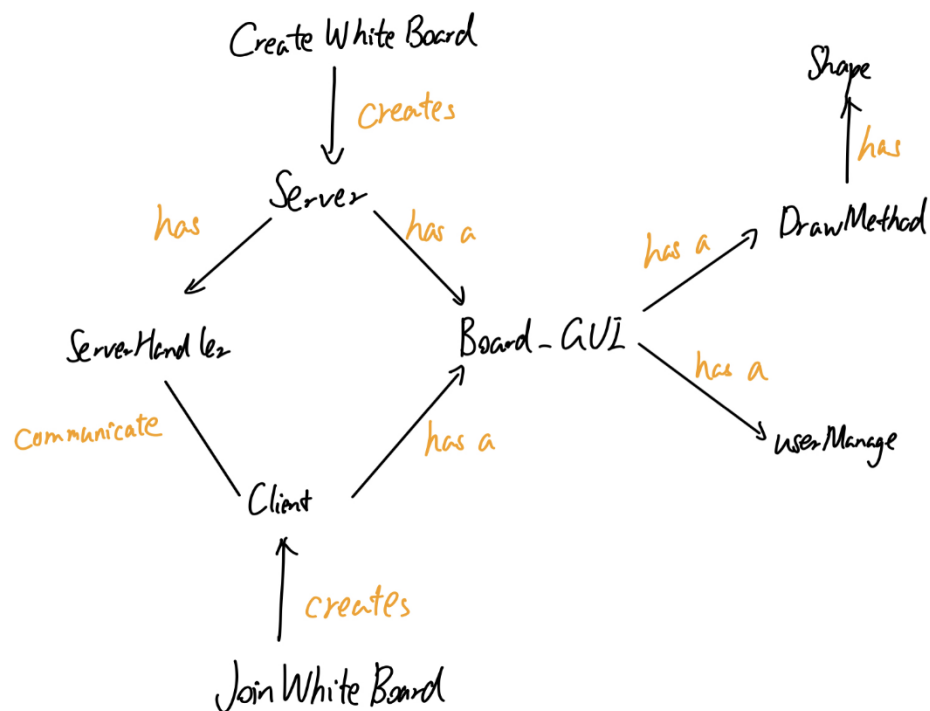 Create White Board
Shape
creates
has
Server
DrawMethod
has
has a
has a
ServerHandler
Board_GUI
has a
communicate
has a
userManage
Client
creates
Join White Board